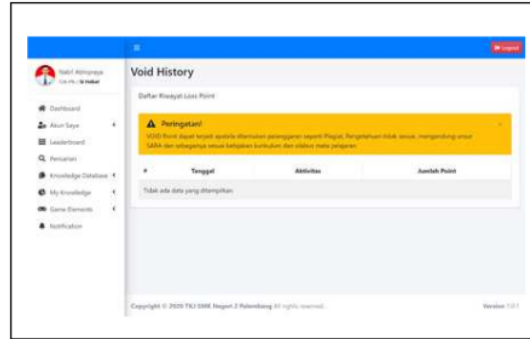 Logout
Nabil Abhipraya
Si Hebat
Void History
Daftar Riwayat Loss Point
Dashboard
Akun Saya
Leaderboard
Pencarian
Knowledge Database
My Knowledge
Game Elements
Notification
Peringatan!
VOID Point dapat terjadi apabila ditemukan pelanggaran seperti Plagiat, Pengetahuan tidak sesuai, mengandung unsur
SARA dan sebagainya sesuai kebijakan kurikulum dan silabus mata pelajaran
# Tanggal Aktivitas Jumlah Point
Tidak ada data yang ditampilkan
Copyright © 2020 TKJ SMK Negeri 2 Palembang All rights reserved.
Version 1.0.1